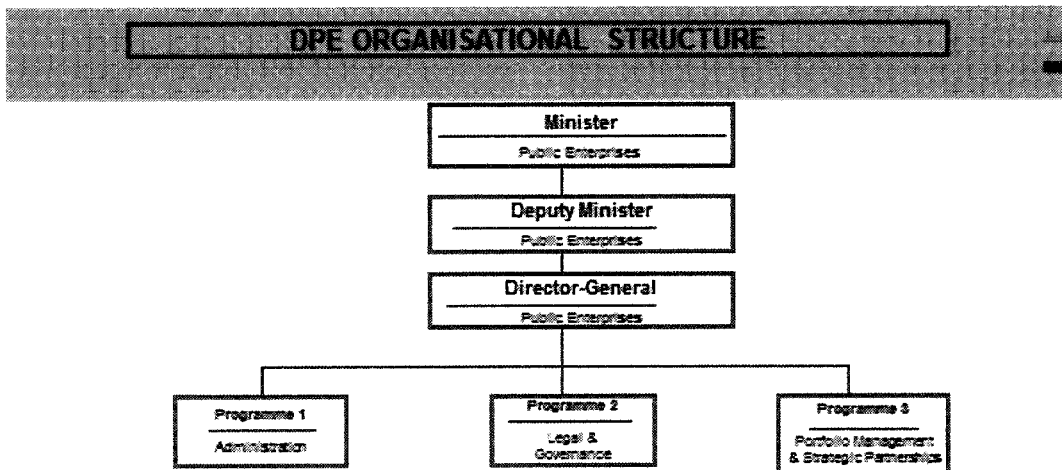 DPE ORGANISATIONAL STRUCTURE
Minister
Public Enterprises
Deputy Minister
Public Enterprises
Director-General
Public Enterprises
Programme 1
Administration
Programme 2
Legal &
Governance
Programme 3
Portfolio Management
& Strategic Partnerships